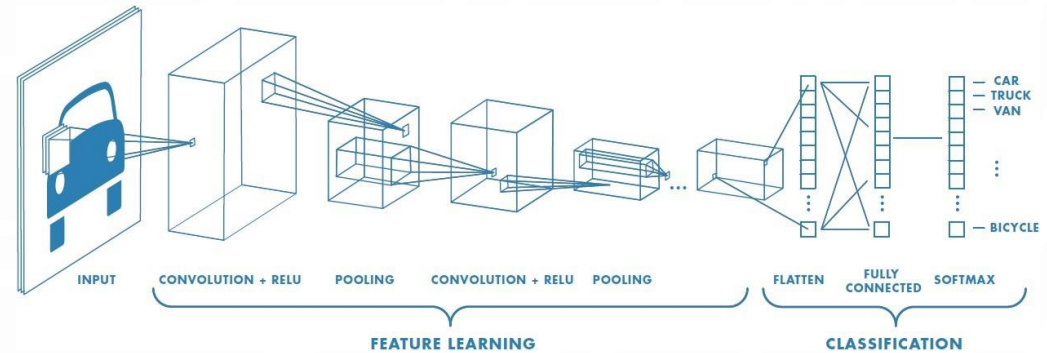 CAR
TRUCK
VAN
BICYCLE
INPUT
CONVOLUTION + RELU
POOLING
CONVOLUTION + RELU
POOLING
FLATTEN
FULLY
CONNECTED
SOFTMAX
FEATURE LEARNING
CLASSIFICATION